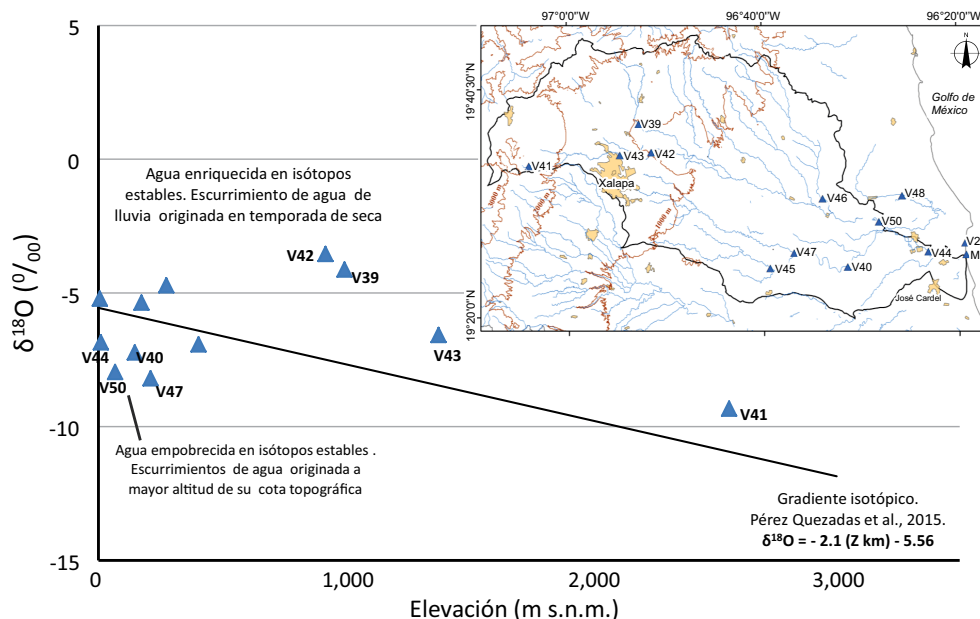 5
0
-5
-10
-15
δ¹⁸O (⁰/₀₀)
Agua enriquecida en isótopos
estables. Escurrimiento de agua de
lluvia originada en temporada de seca
V42
V39
V44
V40
V50
V47
V43
V41
Agua empobrecida en isótopos estables .
Escurrimientos de agua originada a
mayor altitud de su cota topográfica
Gradiente isotópico.
Pérez Quezadas et al., 2015.
δ¹⁸O = - 2.1 (Z km) - 5.56
0
1,000
2,000
3,000
Elevación (m s.n.m.)
97°0'0"W
96°40'0"W
96°20'0"W
19°40'30"N
19°20'0"N
N
Golfo de
México
V39
V41
V43
V42
Xalapa
1000 m
V48
V46
V50
V2
V47
V44
M
V45
V40
José Cardel